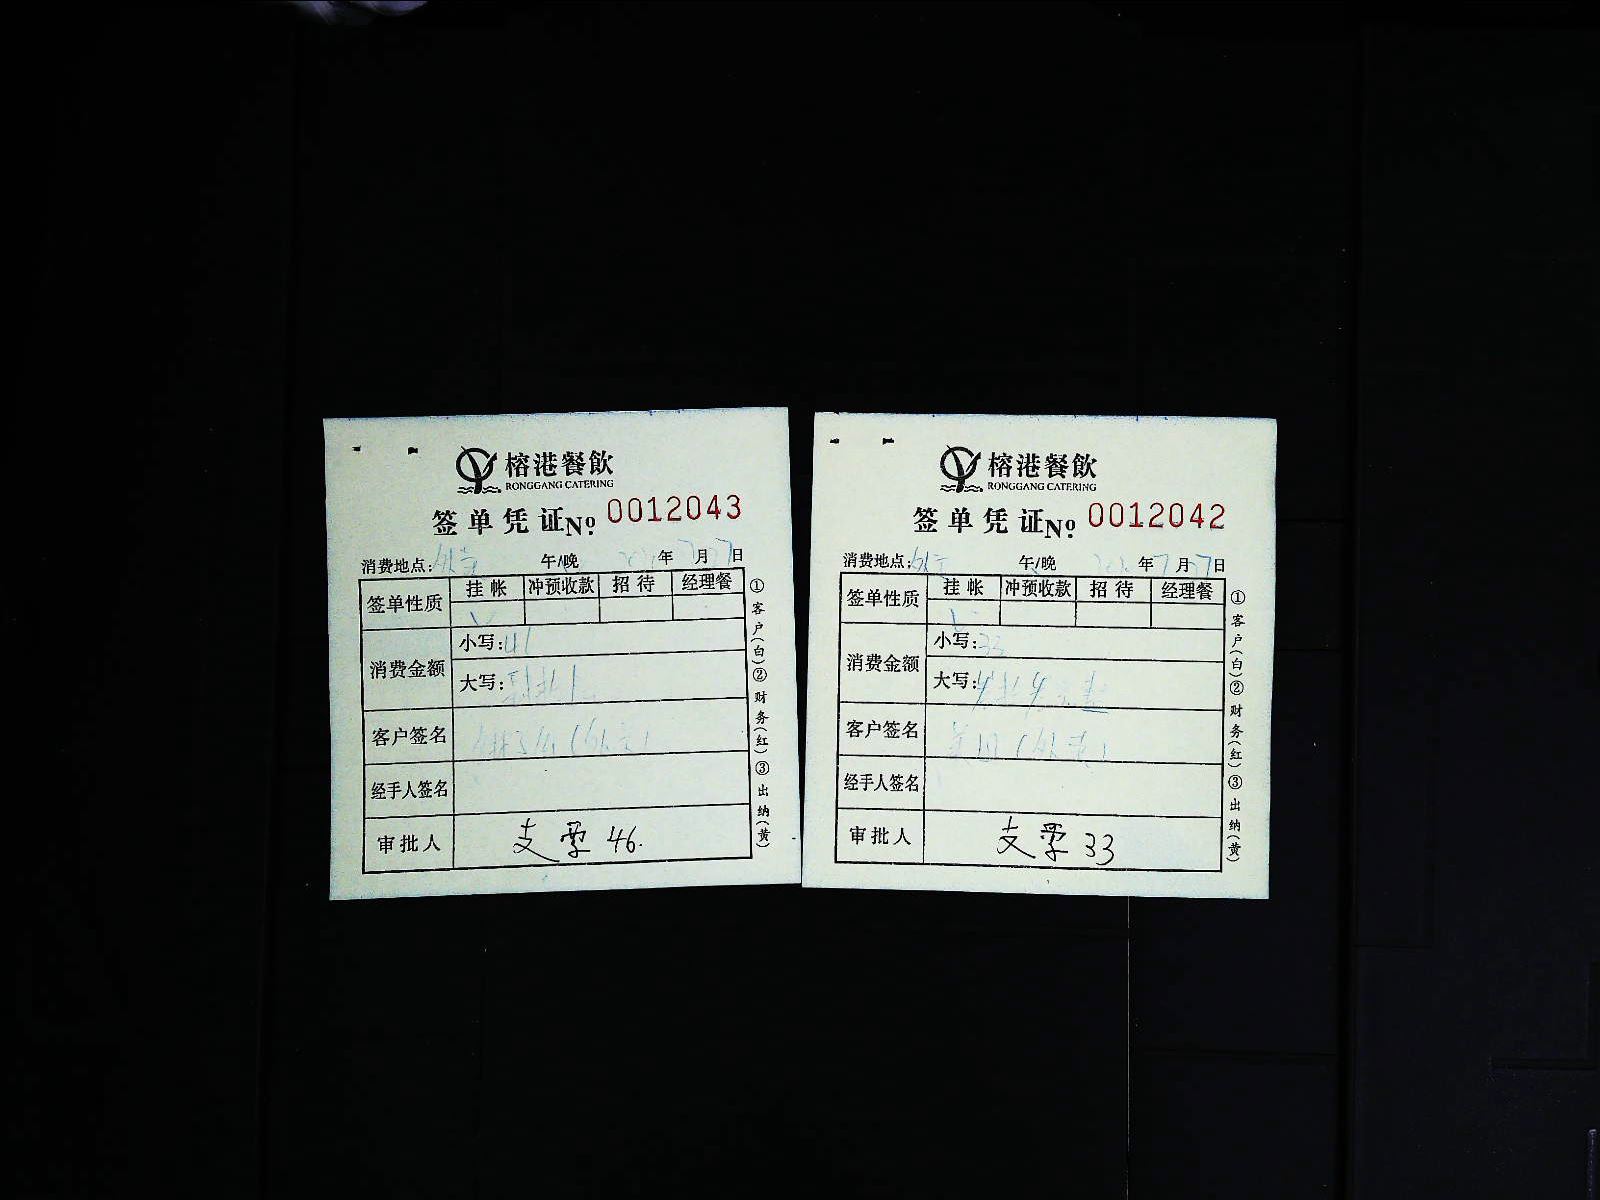 榕港餐飲
RONGGANG CATERING
签单凭证№ 0012043
消费地点: 午/晚 年7月 日
签单性质 挂帐 冲预收款 招待 经理餐
消费金额 小写:41
大写:
客户签名
经手人签名
审批人 支票 46.
①客户(白)②财务(红)③出纳(黄)
榕港餐飲
RONGGANG CATERING
签单凭证№ 0012042
消费地点: 午/晚 年7月 日
签单性质 挂帐 冲预收款 招待 经理餐
消费金额 小写:33
大写:
客户签名
经手人签名
审批人 支票 33
①客户(白)②财务(红)③出纳(黄)